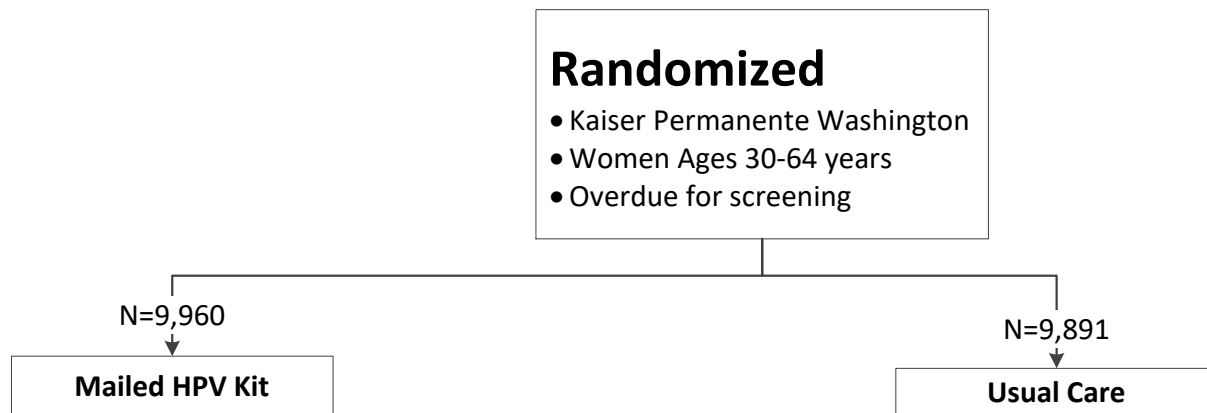 Randomized
• Kaiser Permanente Washington
• Women Ages 30-64 years
• Overdue for screening
N=9,960
N=9,891
Mailed HPV Kit
Usual Care